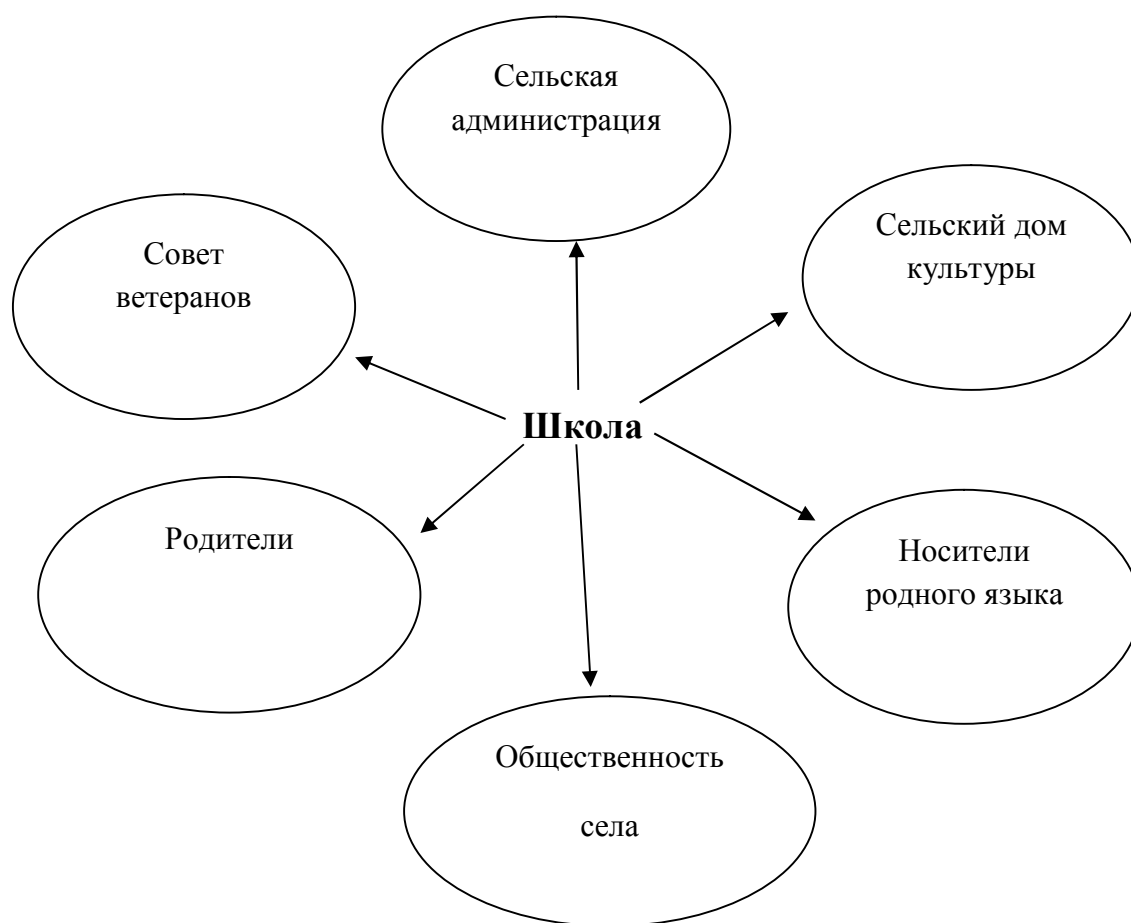 Сельская
администрация
Сельский дом
культуры
Совет
ветеранов
Школа
Родители
Носители
родного языка
Общественность
села